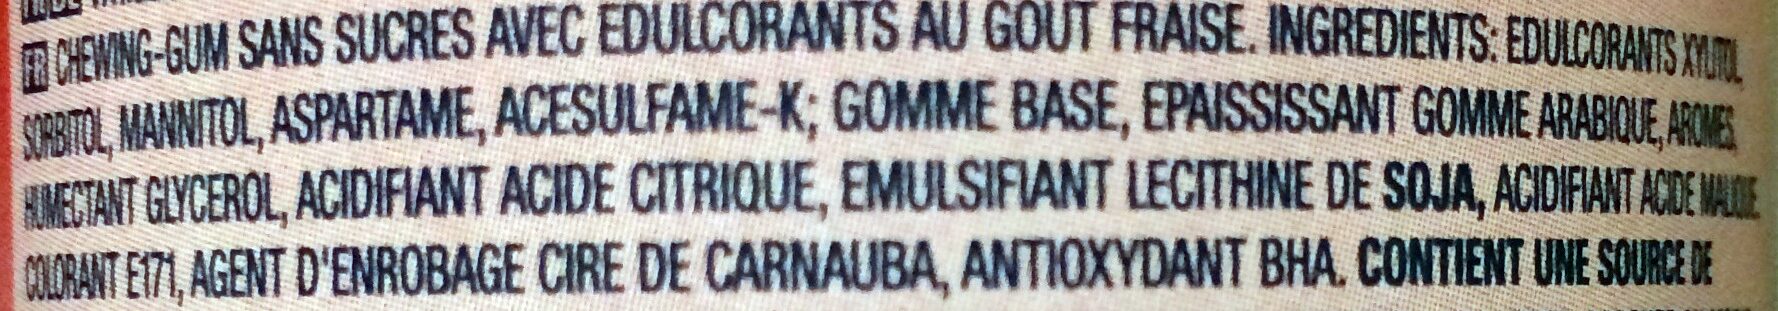 FR CHEWING-GUM SANS SUCRES AVEC EDULCORANTS AU GOUT FRAISE. INGREDIENTS: EDULCORANTS XYLITOL,
SORBITOL, MANNITOL, ASPARTAME, ACESULFAME-K; GOMME BASE, EPAISSISSANT GOMME ARABIQUE, AROMES,
HUMECTANT GLYCEROL, ACIDIFIANT ACIDE CITRIQUE, EMULSIFIANT LECITHINE DE SOJA, ACIDIFIANT ACIDE MALIQUE,
COLORANT E171, AGENT D'ENROBAGE CIRE DE CARNAUBA, ANTIOXYDANT BHA. CONTIENT UNE SOURCE DE